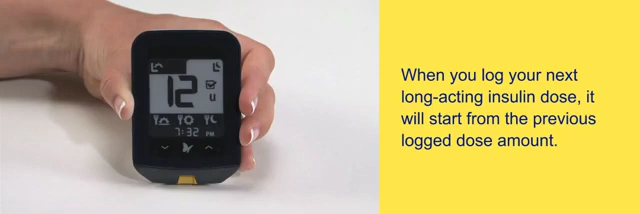 12
u
7:32 PM
When you log your next
long-acting insulin dose, it
will start from the previous
logged dose amount.